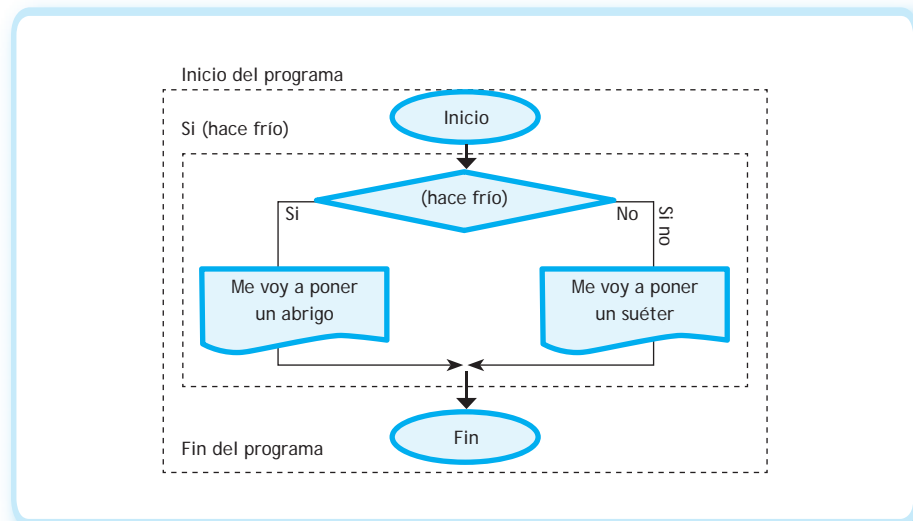 Inicio del programa
Inicio
Si (hace frío)
(hace frío)
Si
No
Si no
Me voy a poner
un abrigo
Me voy a poner
un suéter
Fin
Fin del programa